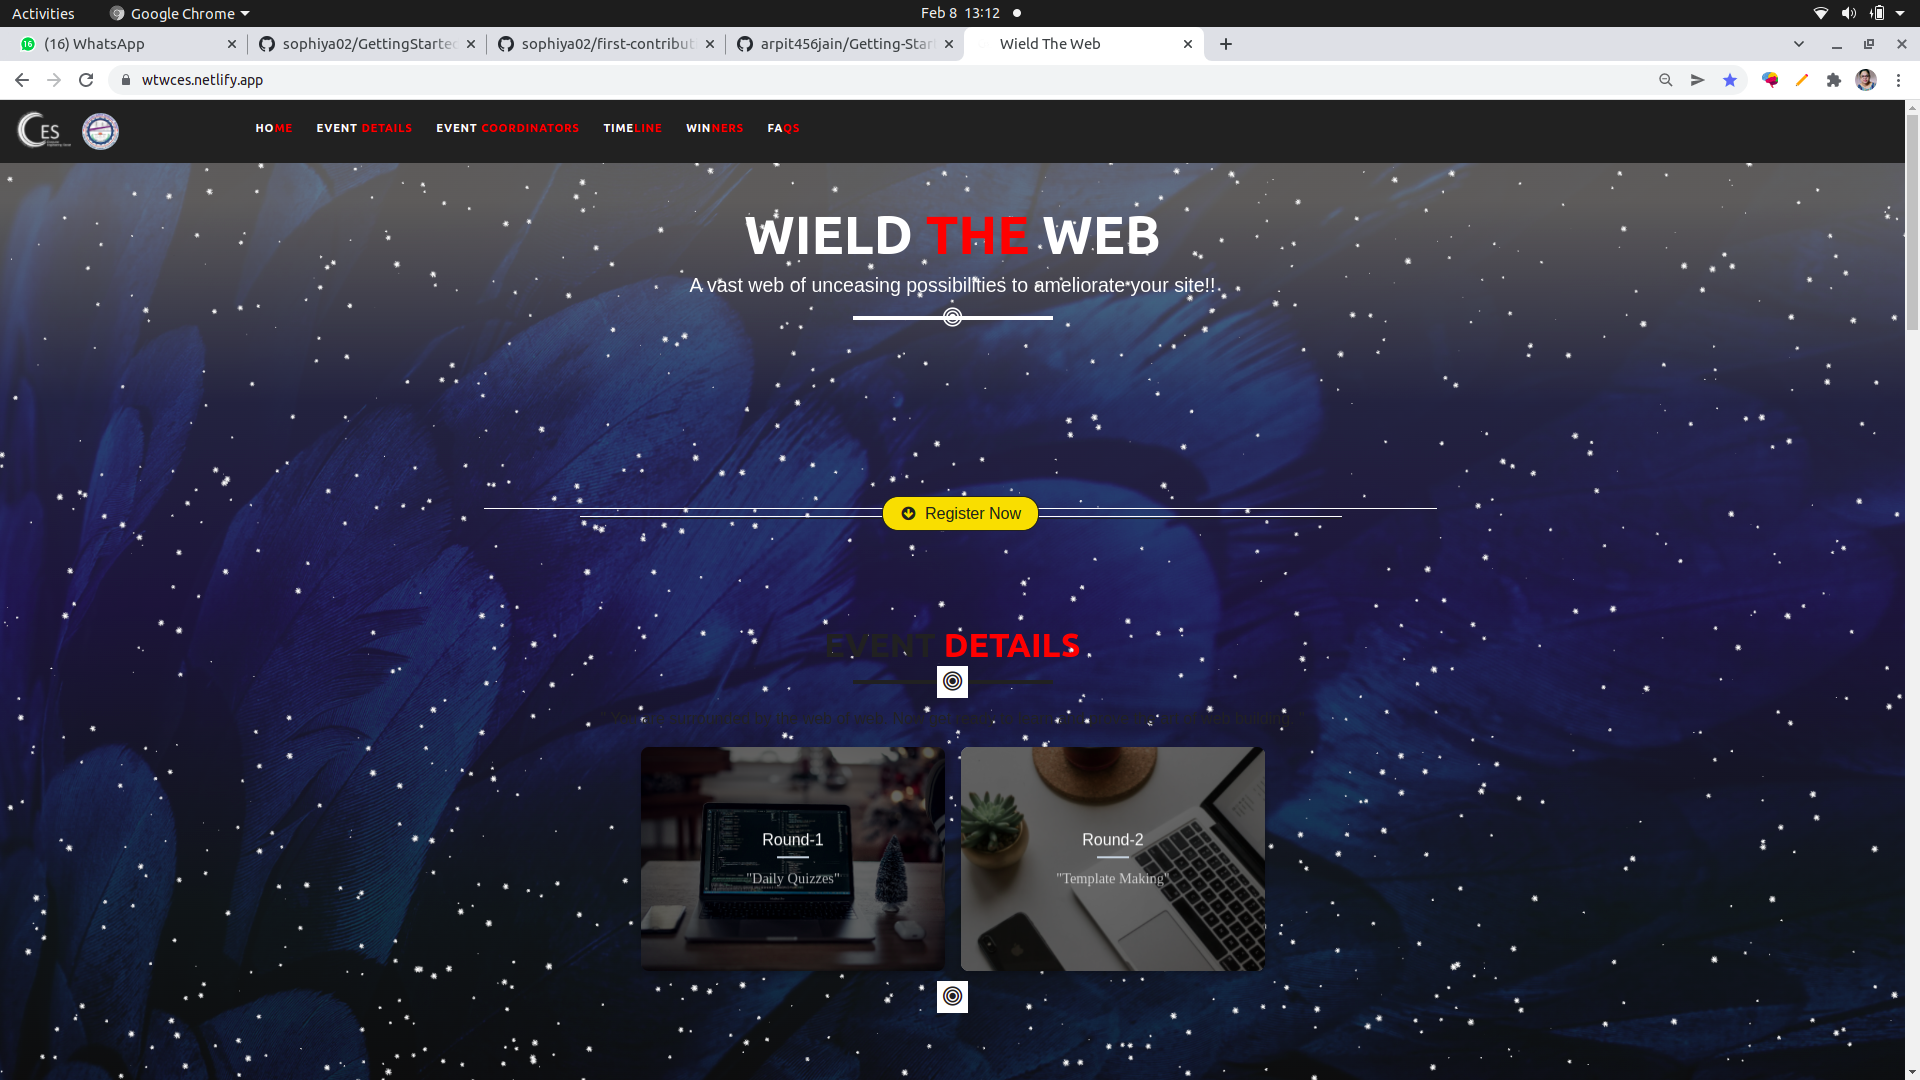 Activities
Google Chrome
Feb 8 13:12
(16) WhatsApp
sophiya02/GettingStarted
sophiya02/first-contribut
arpit456jain/Getting-Star
Wield The Web
wtwces.netlify.app
CES
HOME
EVENT DETAILS
EVENT COORDINATORS
TIMELINE
WINNERS
FAQS
WIELD THE WEB
A vast web of unceasing possibilities to ameliorate your site!!
Register Now
EVENT DETAILS
Round-1
"Daily Quizzes"
Round-2
"Template Making"